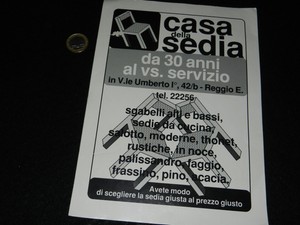 casa
della
sedia
da 30 anni
al vs. servizio
in V.le Umberto I°, 42/b - Reggio E.
tel. 22256
sgabelli alti e bassi,
sedie da cucina,
salotto, moderne, thonet,
rustiche, in noce,
palissandro, faggio,
frassino, pino, acacia.
Avete modo
di scegliere la sedia giusta al prezzo giusto